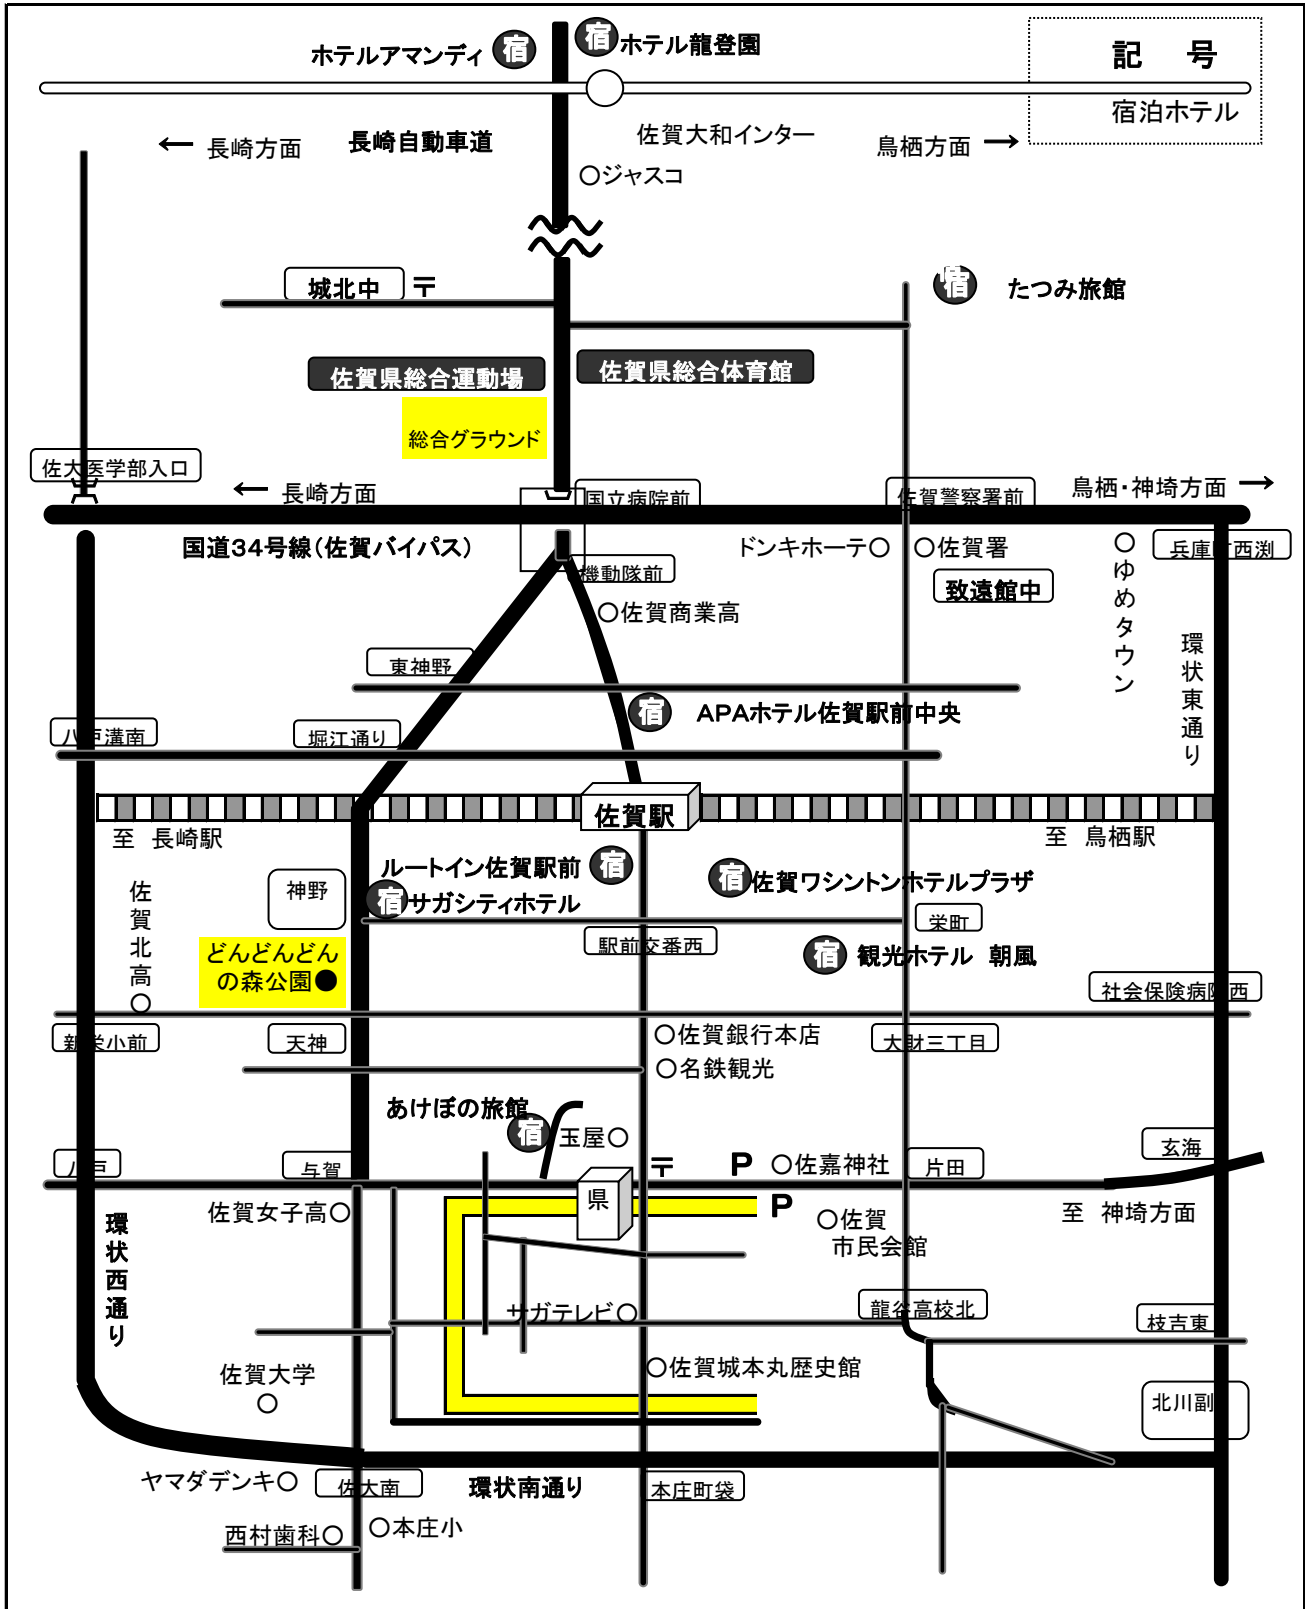 ホテルアマンディ
宿
宿
ホテル龍登園
記 号
宿泊ホテル
← 長崎方面
長崎自動車道
佐賀大和インター
鳥栖方面 →
○ジャスコ
城北中
〒
宿
たつみ旅館
佐賀県総合運動場
佐賀県総合体育館
総合グラウンド
佐大医学部入口
← 長崎方面
国立病院前
佐賀警察署前
鳥栖・神埼方面 →
国道34号線(佐賀バイパス)
ドンキホーテ○
○佐賀署
○ゆめタウン
兵庫町西渕
機動隊前
致遠館中
○佐賀商業高
環状東通り
東神野
宿
APAホテル佐賀駅前中央
八戸溝南
堀江通り
佐賀駅
至 長崎駅
至 鳥栖駅
ルートイン佐賀駅前
宿
宿
佐賀ワシントンホテルプラザ
佐賀北高○
神野
宿
サガシティホテル
栄町
駅前交番西
宿
観光ホテル 朝風
どんどんどん
の森公園●
社会保険病院西
新栄小前
天神
○佐賀銀行本店
大財三丁目
○名鉄観光
あけぼの旅館
宿
玉屋○
八戸
与賀
〒
P
○佐嘉神社
片田
玄海
県
P
佐賀女子高○
○佐賀
市民会館
至 神埼方面
環状西通り
サガテレビ○
龍谷高校北
枝吉東
佐賀大学
○
○佐賀城本丸歴史館
北川副
ヤマダデンキ○
佐大南
環状南通り
本庄町袋
西村歯科○
○本庄小